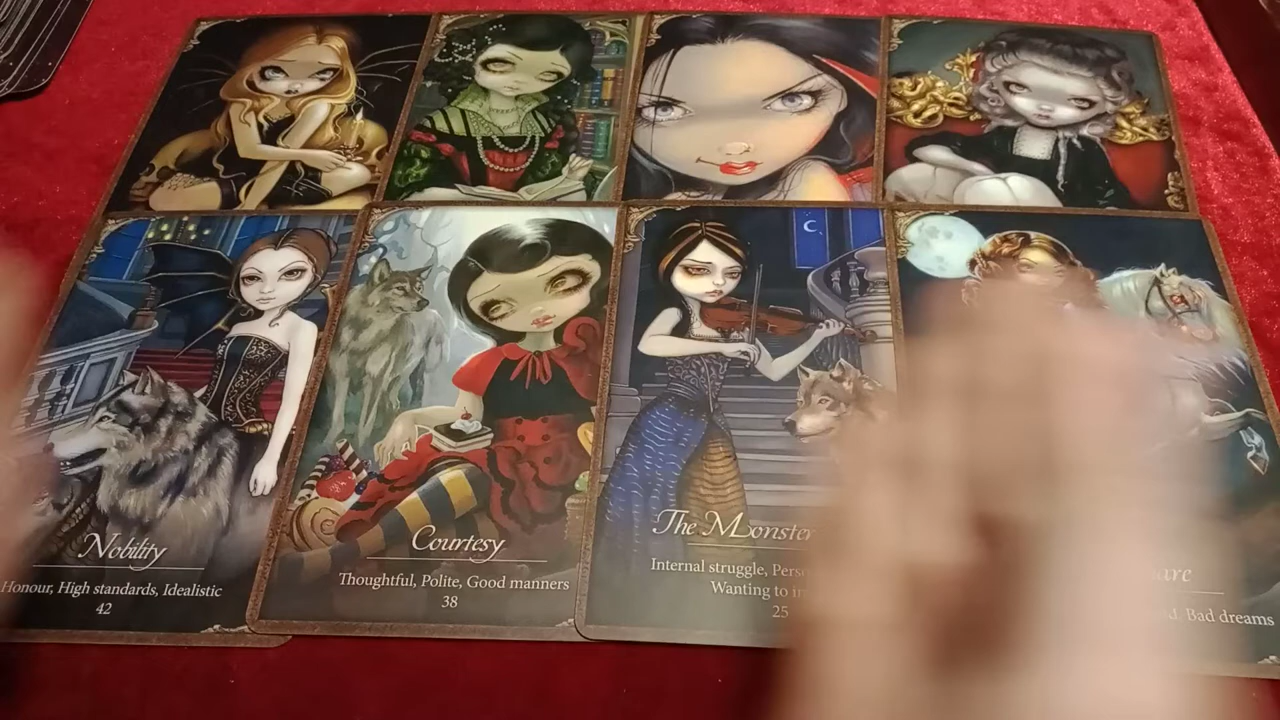 Nobility
Honour, High standards, Idealistic
42
Courtesy
Thoughtful, Polite, Good manners
38
The Monster
Internal struggle,
Wanting to
25
Bad dreams